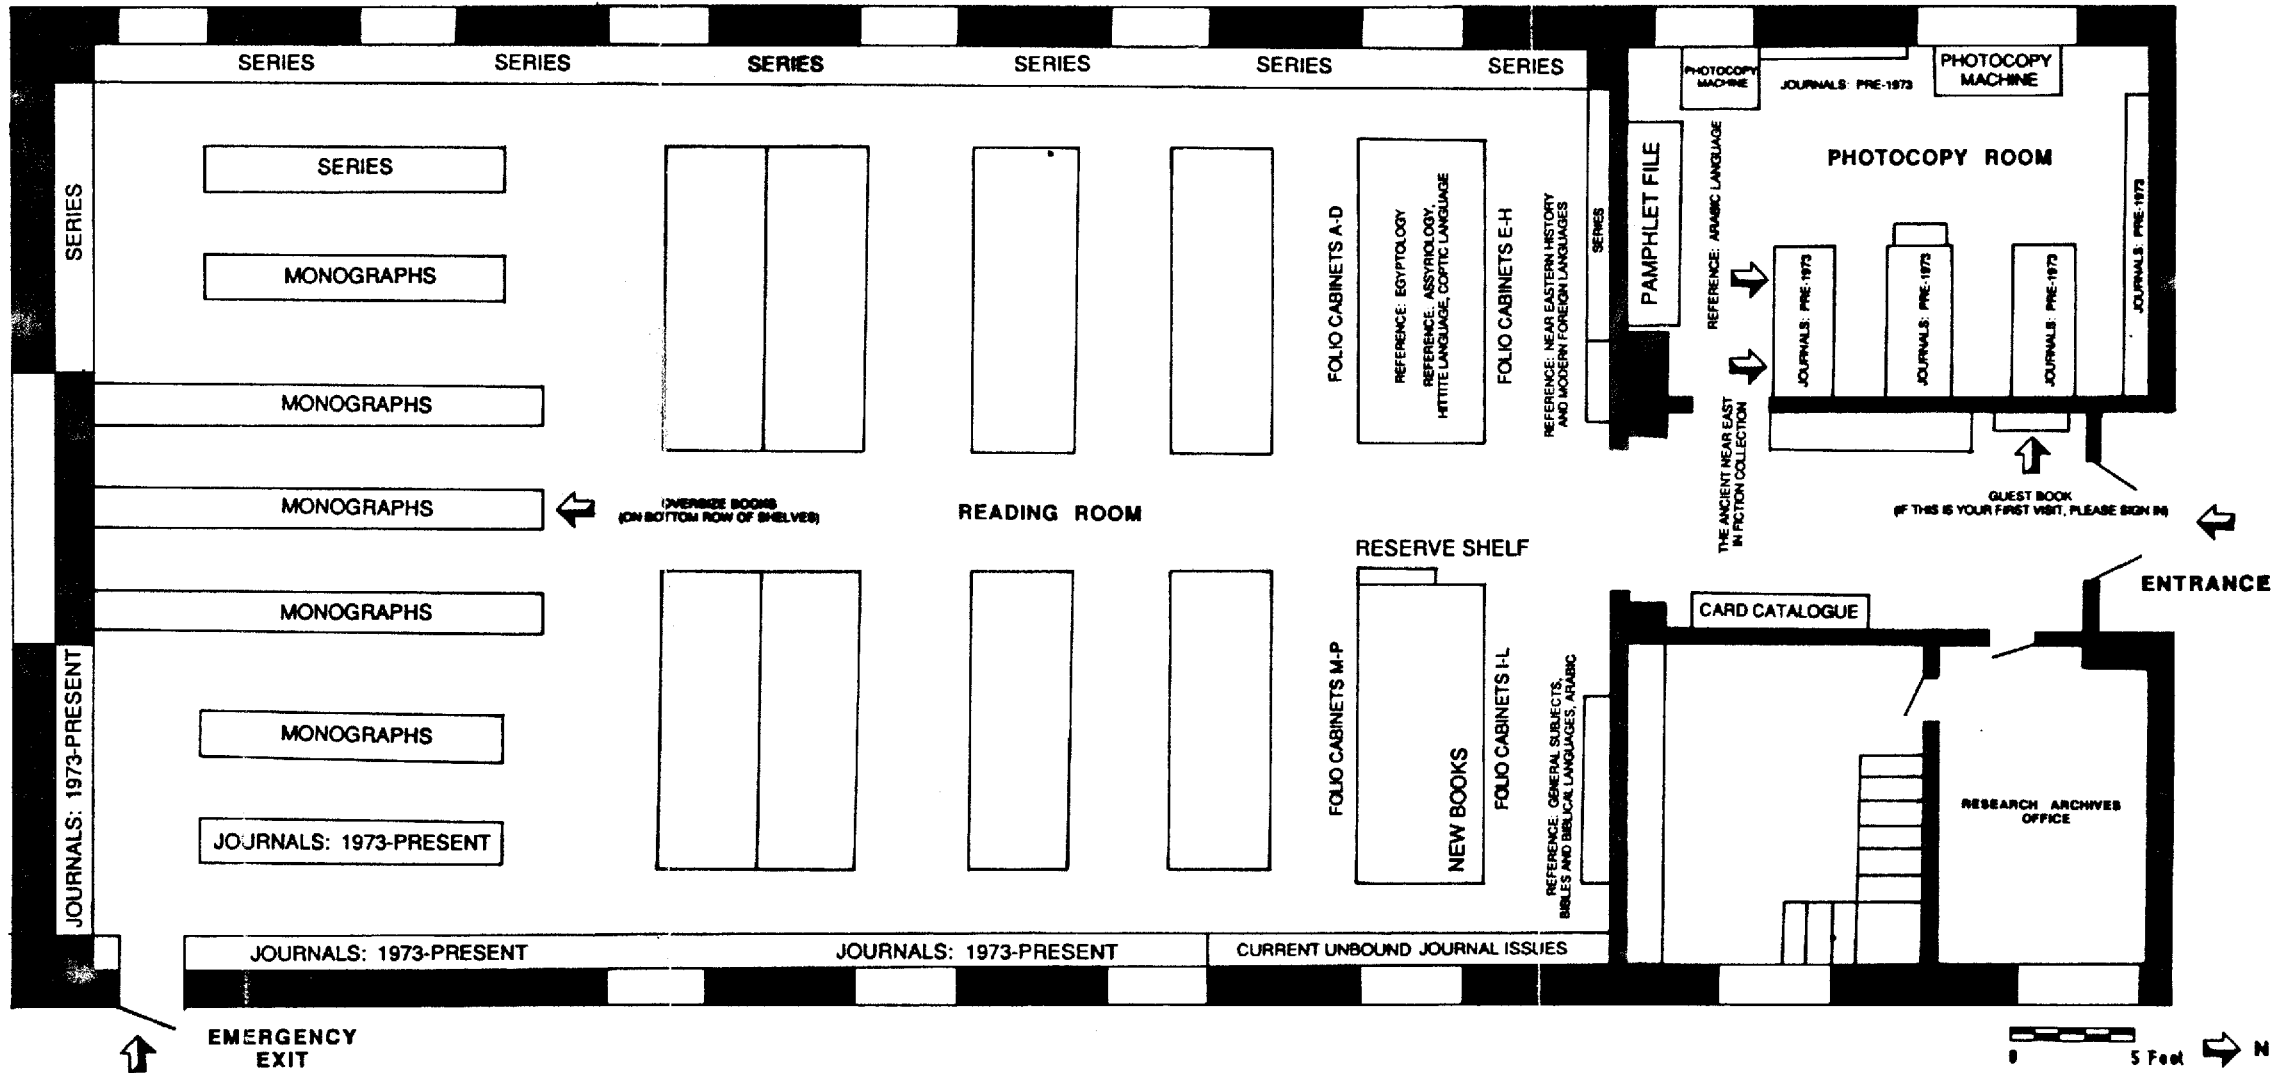 SERIES
SERIES
SERIES
SERIES
SERIES
SERIES
PHOTOCOPY
MACHINE
JOURNALS: PRE-1973
PHOTOCOPY
MACHINE
SERIES
SERIES
MONOGRAPHS
MONOGRAPHS
MONOGRAPHS
MONOGRAPHS
MONOGRAPHS
JOURNALS: 1973-PRESENT
JOURNALS: 1973-PRESENT
OVERSIZE BOOKS
(ON BOTTOM ROW OF SHELVES)
READING ROOM
FOLIO CABINETS A-D
REFERENCE: EGYPTOLOGY
REFERENCE: ASSYRIOLOGY,
HITTITE LANGUAGE, COPTIC LANGUAGE
FOLIO CABINETS E-H
REFERENCE: NEAR EASTERN HISTORY
AND MODERN FOREIGN LANGUAGES
SERIES
PAMPHLET FILE
REFERENCE: ARABIC LANGUAGE
PHOTOCOPY ROOM
JOURNALS: PRE-1973
JOURNALS: PRE-1973
JOURNALS: PRE-1973
JOURNALS: PRE-1973
THE ANCIENT NEAR EAST
IN FICTION COLLECTION
GUEST BOOK
(IF THIS IS YOUR FIRST VISIT, PLEASE SIGN IN)
ENTRANCE
RESERVE SHELF
CARD CATALOGUE
FOLIO CABINETS M-P
NEW BOOKS
FOLIO CABINETS I-L
REFERENCE: GENERAL SUBJECTS,
BIBLES AND BIBLICAL LANGUAGES, ARABIC
RESEARCH ARCHIVES
OFFICE
JOURNALS: 1973-PRESENT
JOURNALS: 1973-PRESENT
CURRENT UNBOUND JOURNAL ISSUES
EMERGENCY
EXIT
0 5 Feet N